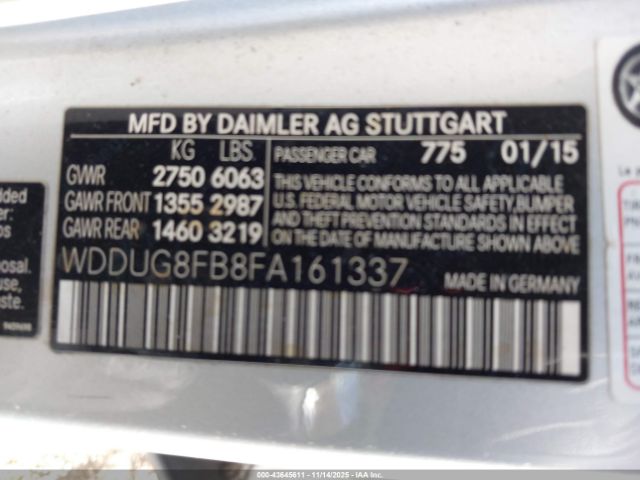 MFD BY DAIMLER AG STUTTGART
KG LBS
GVWR 2750 6063
GAWR FRONT 1355 2987
GAWR REAR 1460 3219
PASSENGER CAR 775 01/15
THIS VEHICLE CONFORMS TO ALL APPLICABLE
U.S. FEDERAL MOTOR VEHICLE SAFETY, BUMPER
AND THEFT PREVENTION STANDARDS IN EFFECT
ON THE DATE OF MANUFACTURE SHOWN ABOVE.
WDDUG8FB8FA161337
MADE IN GERMANY
000-43645611 - 11/14/2025 - IAAI.com